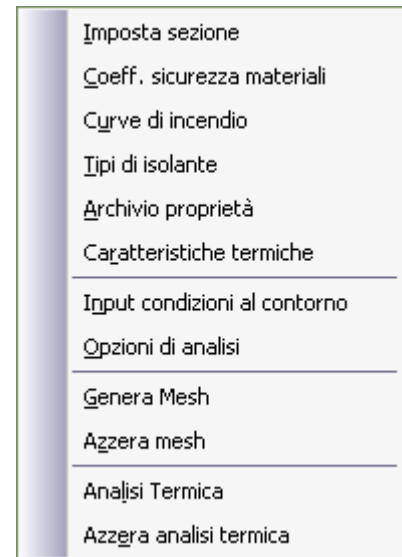 Imposta sezione
Coeff. sicurezza materiali
Curve di incendio
Tipi di isolante
Archivio proprietà
Caratteristiche termiche
Input condizioni al contorno
Opzioni di analisi
Genera Mesh
Azzera mesh
Analisi Termica
Azzera analisi termica